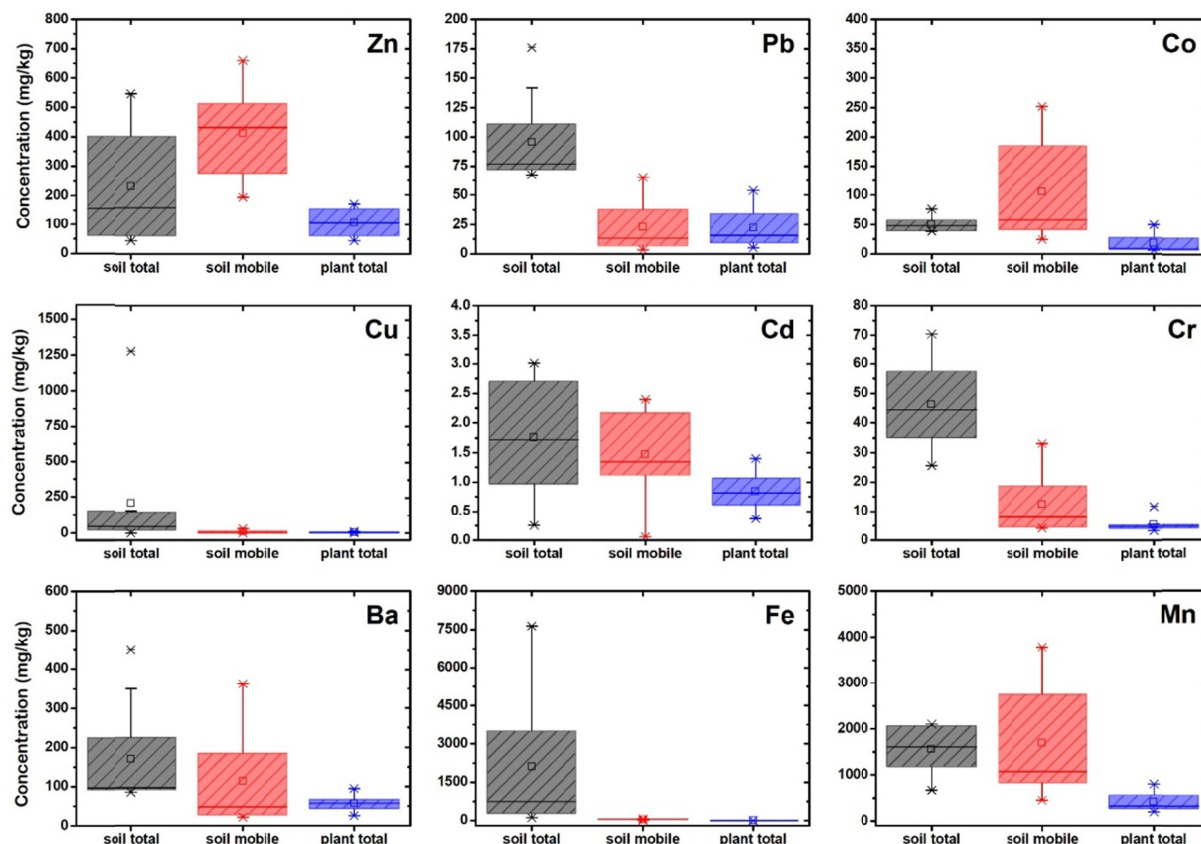 Concentration (mg/kg)
800
700
600
500
400
300
200
100
0
Zn
soil total
soil mobile
plant total
200
175
150
125
100
75
50
25
0
Pb
soil total
soil mobile
plant total
400
350
300
250
200
150
100
50
0
Co
soil total
soil mobile
plant total
Concentration (mg/kg)
1500
1250
1000
750
500
250
0
Cu
soil total
soil mobile
plant total
4.0
3.5
3.0
2.5
2.0
1.5
1.0
0.5
0.0
Cd
soil total
soil mobile
plant total
80
70
60
50
40
30
20
10
0
Cr
soil total
soil mobile
plant total
Concentration (mg/kg)
600
500
400
300
200
100
0
Ba
soil total
soil mobile
plant total
9000
7500
6000
4500
3000
1500
0
Fe
soil total
soil mobile
plant total
5000
4000
3000
2000
1000
0
Mn
soil total
soil mobile
plant total